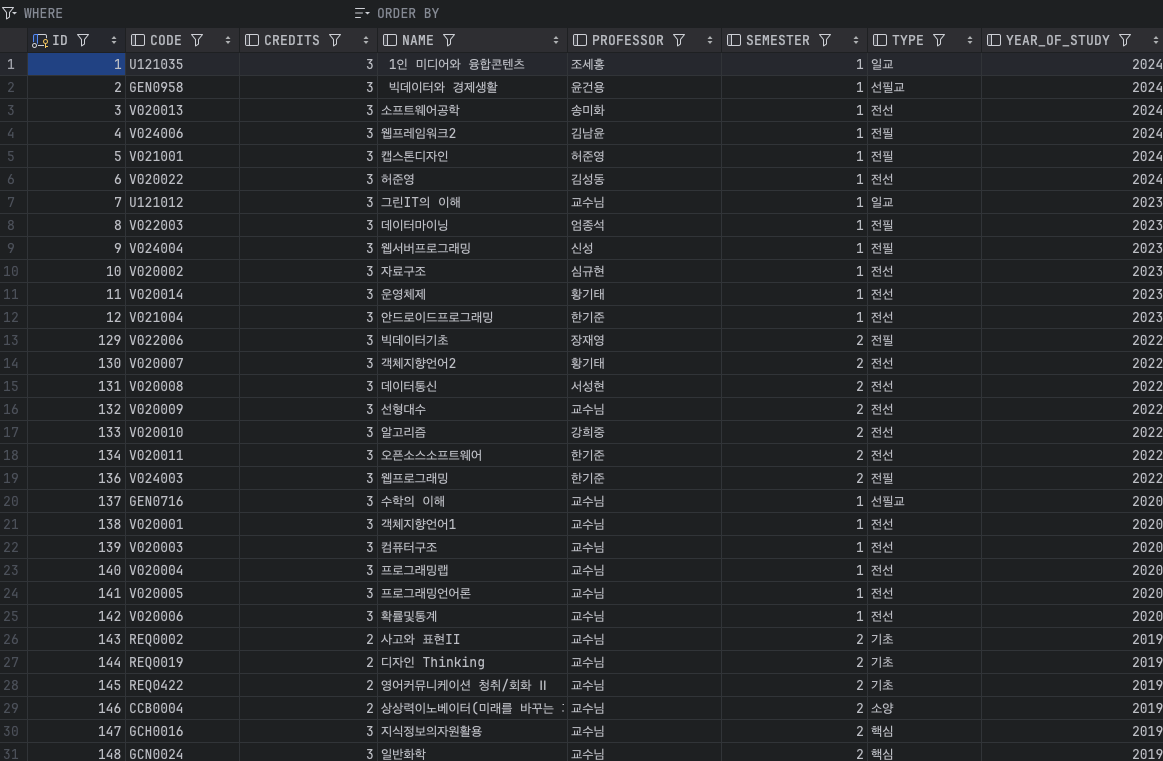 WHERE ORDER BY
ID CODE CREDITS NAME PROFESSOR SEMESTER TYPE YEAR_OF_STUDY
1 1 U121035 3 1인 미디어와 융합콘텐츠 조세홍 1 일교 2024
2 2 GEN0958 3 빅데이터와 경제생활 윤건용 1 선필교 2024
3 3 V020013 3 소프트웨어공학 송미화 1 전선 2024
4 4 V024006 3 웹프레임워크2 김남윤 1 전필 2024
5 5 V021001 3 캡스톤디자인 허준영 1 전필 2024
6 6 V020022 3 허준영 김성동 1 전선 2024
7 7 U121012 3 그린IT의 이해 교수님 1 일교 2023
8 8 V022003 3 데이터마이닝 엄종석 1 전필 2023
9 9 V024004 3 웹서버프로그래밍 신성 1 전필 2023
10 10 V020002 3 자료구조 심규현 1 전선 2023
11 11 V020014 3 운영체제 황기태 1 전선 2023
12 12 V021004 3 안드로이드프로그래밍 한기준 1 전선 2023
13 129 V022006 3 빅데이터기초 장재영 2 전필 2022
14 130 V020007 3 객체지향언어2 황기태 2 전선 2022
15 131 V020008 3 데이터통신 서성현 2 전선 2022
16 132 V020009 3 선형대수 교수님 2 전선 2022
17 133 V020010 3 알고리즘 강희중 2 전선 2022
18 134 V020011 3 오픈소스소프트웨어 한기준 2 전선 2022
19 136 V024003 3 웹프로그래밍 한기준 2 전필 2022
20 137 GEN0716 3 수학의 이해 교수님 1 선필교 2020
21 138 V020001 3 객체지향언어1 교수님 1 전선 2020
22 139 V020003 3 컴퓨터구조 교수님 1 전선 2020
23 140 V020004 3 프로그래밍랩 교수님 1 전선 2020
24 141 V020005 3 프로그래밍언어론 교수님 1 전선 2020
25 142 V020006 3 확률및통계 교수님 1 전선 2020
26 143 REQ0002 2 사고와 표현II 교수님 2 기초 2019
27 144 REQ0019 2 디자인 Thinking 교수님 2 기초 2019
28 145 REQ0422 2 영어커뮤니케이션 청취/회화 Ⅱ 교수님 2 기초 2019
29 146 CCB0004 2 상상력이노베이터(미래를 바꾸는 교수님 2 소양 2019
30 147 GCH0016 3 지식정보의자원활용 교수님 2 핵심 2019
31 148 GCN0024 3 일반화학 교수님 2 핵심 2019